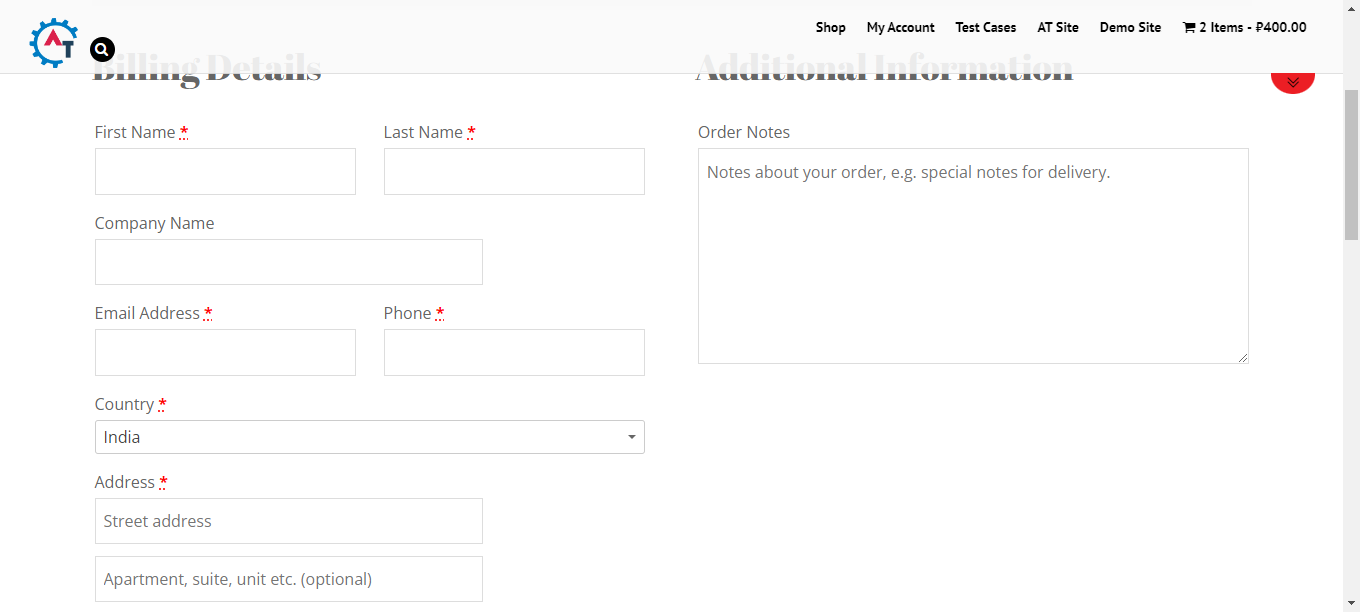 AT
Shop My Account Test Cases AT Site Demo Site 2 Items - ₽400.00
Billing Details
Additional Information
First Name *
Last Name *
Order Notes
Notes about your order, e.g. special notes for delivery.
Company Name
Email Address *
Phone *
Country *
India
Address *
Street address
Apartment, suite, unit etc. (optional)